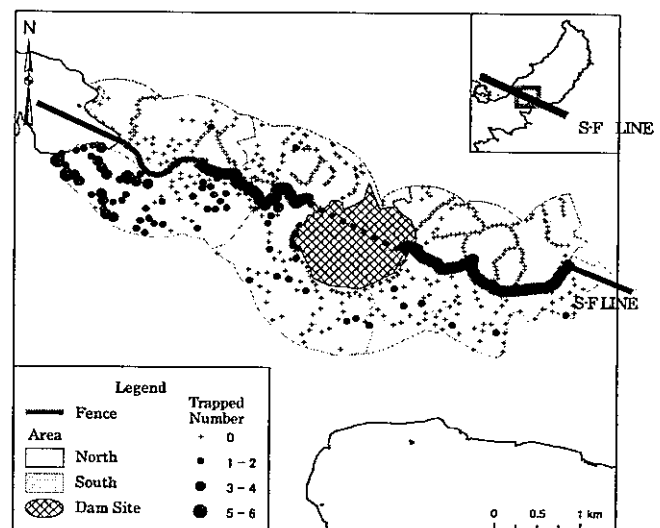 N
S-F LINE
S-F LINE
Legend
Fence
Area
North
South
Dam Site
Trapped
Number
0
1-2
3-4
5-6
0 0.5 1 km